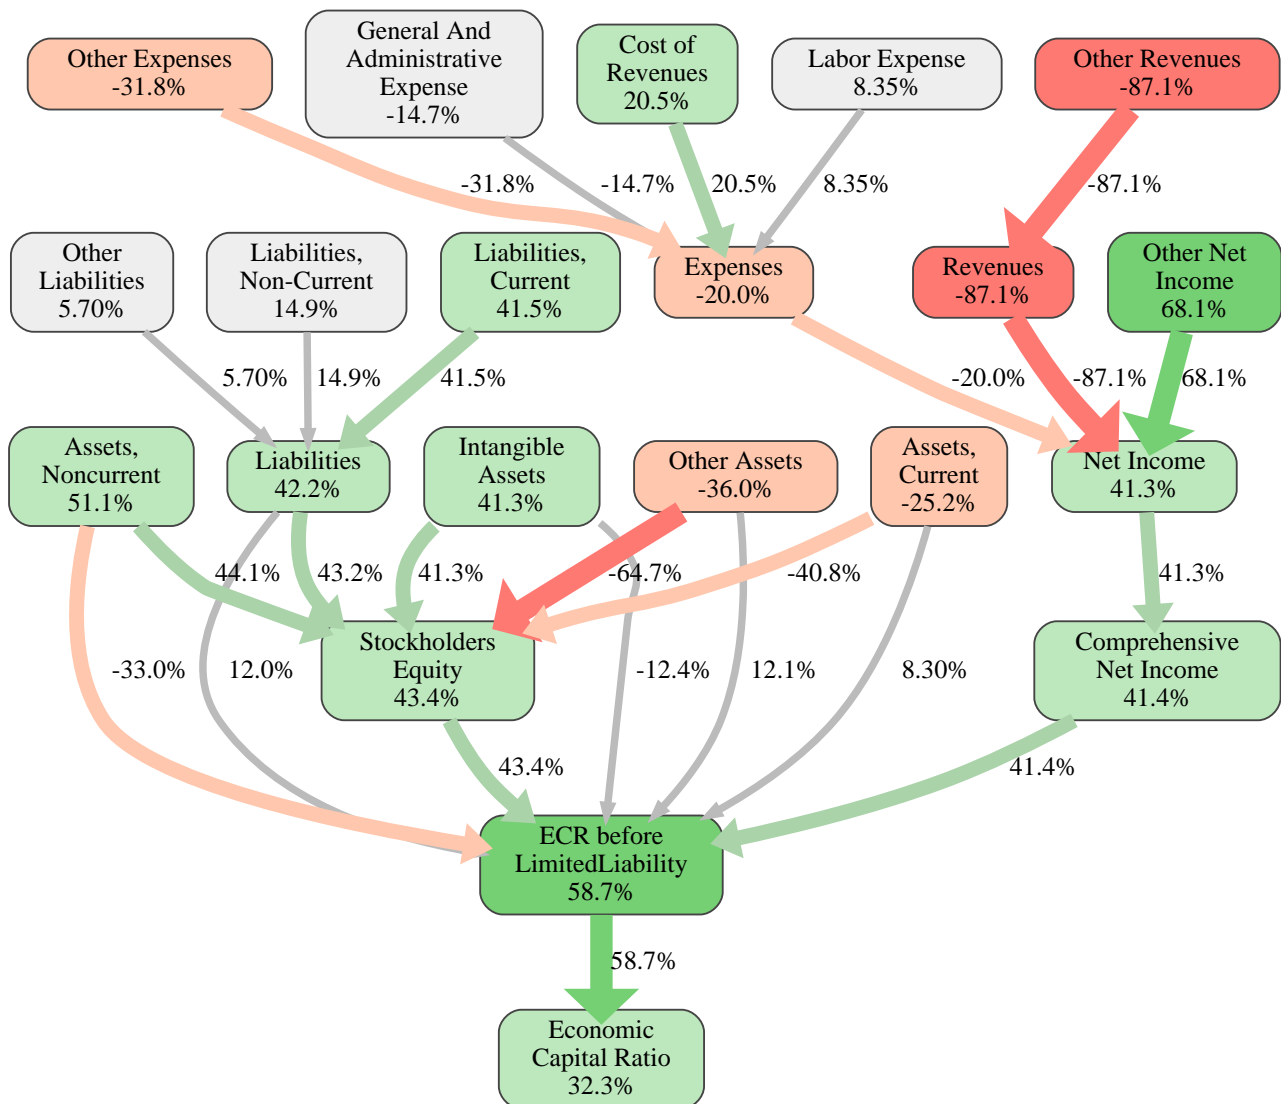 Other Expenses
-31.8%
General And
Administrative
Expense
-14.7%
Cost of
Revenues
20.5%
Labor Expense
8.35%
Other Revenues
-87.1%
-31.8%
-14.7%
20.5%
8.35%
-87.1%
Other
Liabilities
5.70%
Liabilities,
Non-Current
14.9%
Liabilities,
Current
41.5%
Expenses
-20.0%
Revenues
-87.1%
Other Net
Income
68.1%
5.70%
14.9%
41.5%
-20.0%
-87.1%
68.1%
Assets,
Noncurrent
51.1%
Liabilities
42.2%
Intangible
Assets
41.3%
Other Assets
-36.0%
Assets,
Current
-25.2%
Net Income
41.3%
44.1%
43.2%
41.3%
-64.7%
-40.8%
41.3%
Stockholders
Equity
43.4%
Comprehensive
Net Income
41.4%
-33.0%
12.0%
-12.4%
12.1%
8.30%
43.4%
41.4%
ECR before
LimitedLiability
58.7%
58.7%
Economic
Capital Ratio
32.3%